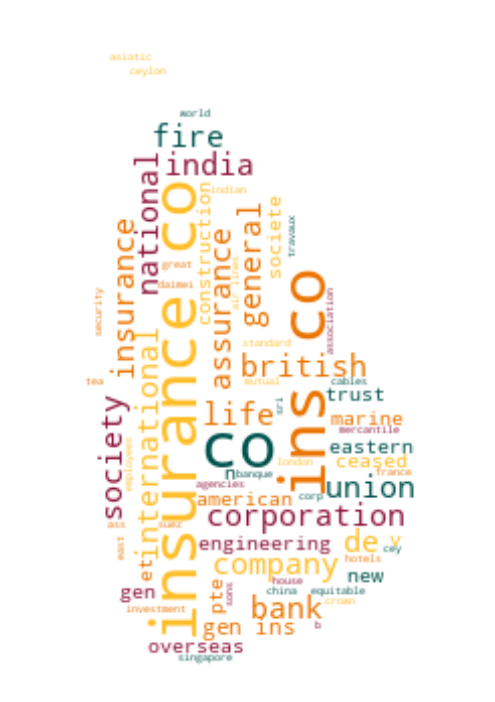 asiatic
ceylon
world
fire
india
national
insurance co
indian
construction
societe
travaux
general
insurance
assurance
great
daimei
air lines
ins co
association
security
standard
british
mutual
tea
cables
sri
trust
international
life
society
marine
mercantile
co
eastern
employees
london
ceased
france
n
banque
agencies
corp
union
american
corporation
ass
suez
east
engineering
de
v
cey
et
company
hotels
new
gen
pte
sons
house
china
equitable
investment
bank
crown
gen ins
b
overseas
singapore